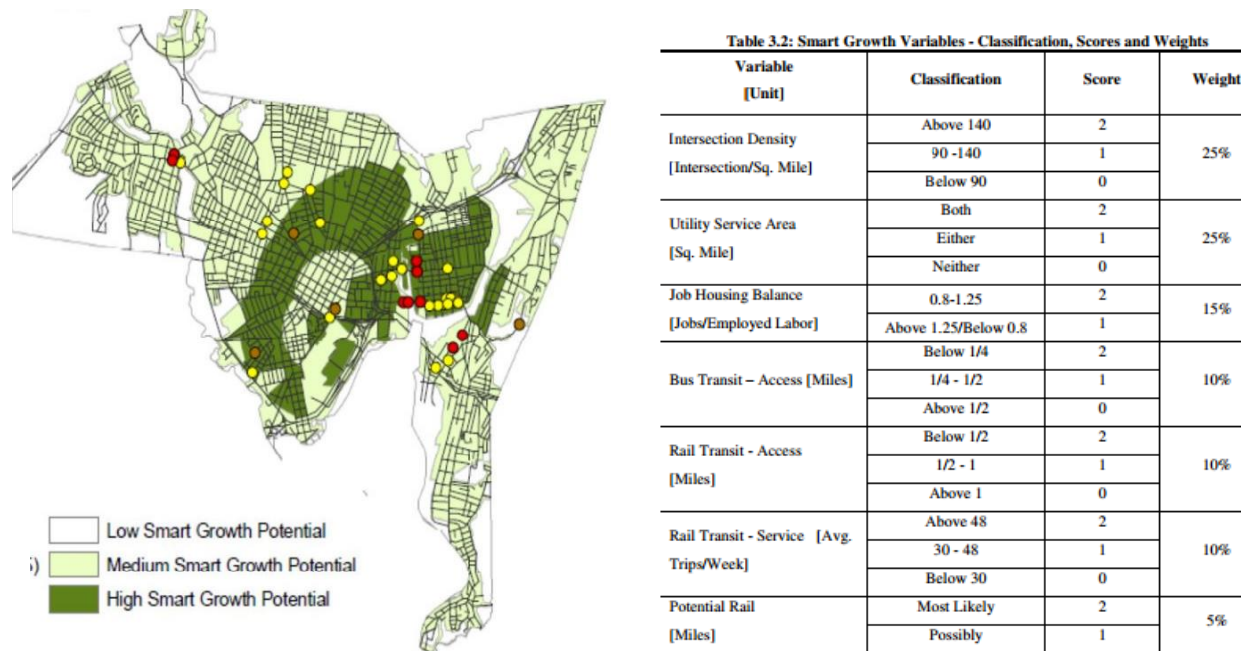 Table 3.2: Smart Growth Variables - Classification, Scores and Weights
Variable
[Unit]
Classification
Score
Weight
Intersection Density
[Intersection/Sq. Mile]
Above 140
2
90 -140
1
Below 90
0
25%
Utility Service Area
[Sq. Mile]
Both
2
Either
1
Neither
0
25%
Job Housing Balance
[Jobs/Employed Labor]
0.8-1.25
2
Above 1.25/Below 0.8
1
15%
Bus Transit – Access [Miles]
Below 1/4
2
1/4 - 1/2
1
Above 1/2
0
10%
Rail Transit - Access
[Miles]
Below 1/2
2
1/2 - 1
1
Above 1
0
10%
Rail Transit - Service [Avg.
Trips/Week]
Above 48
2
30 - 48
1
Below 30
0
10%
Potential Rail
[Miles]
Most Likely
2
Possibly
1
5%
Low Smart Growth Potential
Medium Smart Growth Potential
High Smart Growth Potential